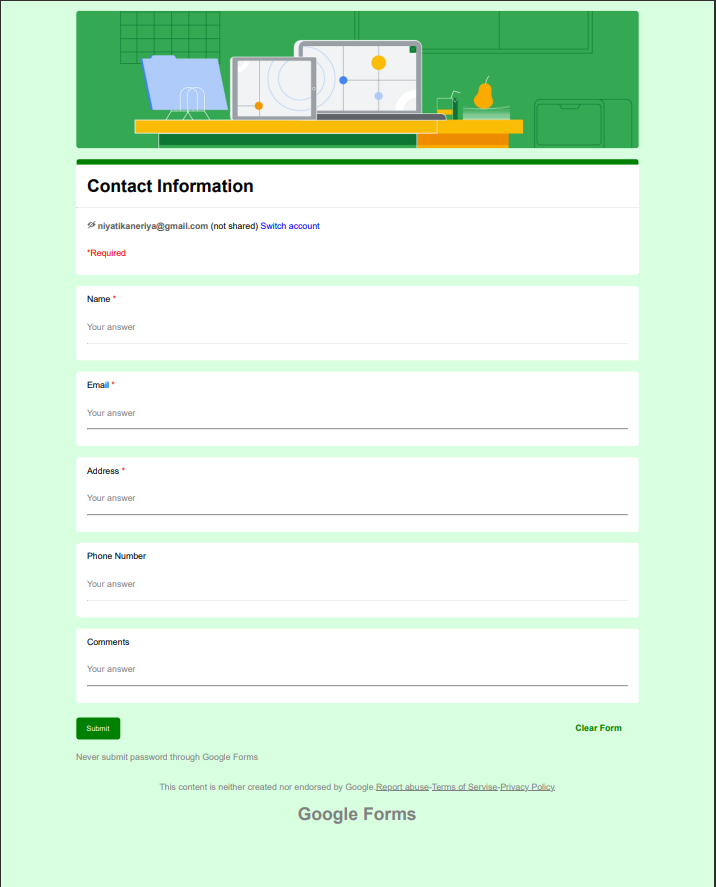 Contact Information
niyatikaneriya@gmail.com (not shared) Switch account
*Required
Name *
Your answer
Email *
Your answer
Address *
Your answer
Phone Number
Your answer
Comments
Your answer
Submit Clear Form
Never submit password through Google Forms
This content is neither created nor endorsed by Google.Report abuse-Terms of Servise-Privacy Policy
Google Forms